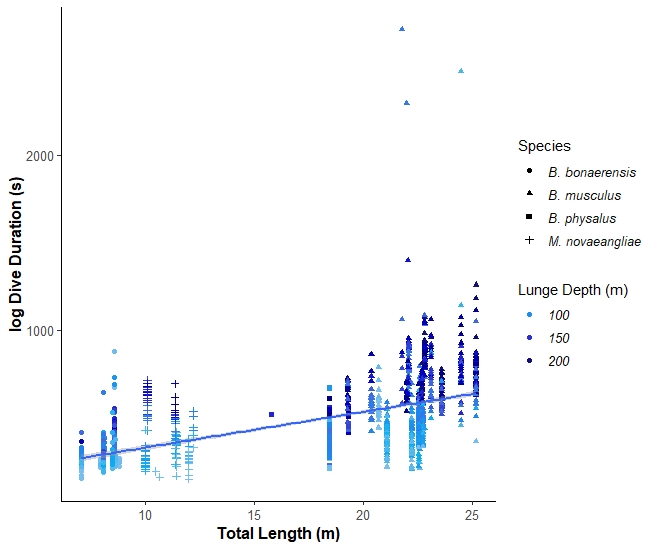 log Dive Duration (s)
2000
1000
10
15
20
25
Total Length (m)
Species
B. bonaerensis
B. musculus
B. physalus
M. novaeangliae
Lunge Depth (m)
100
150
200